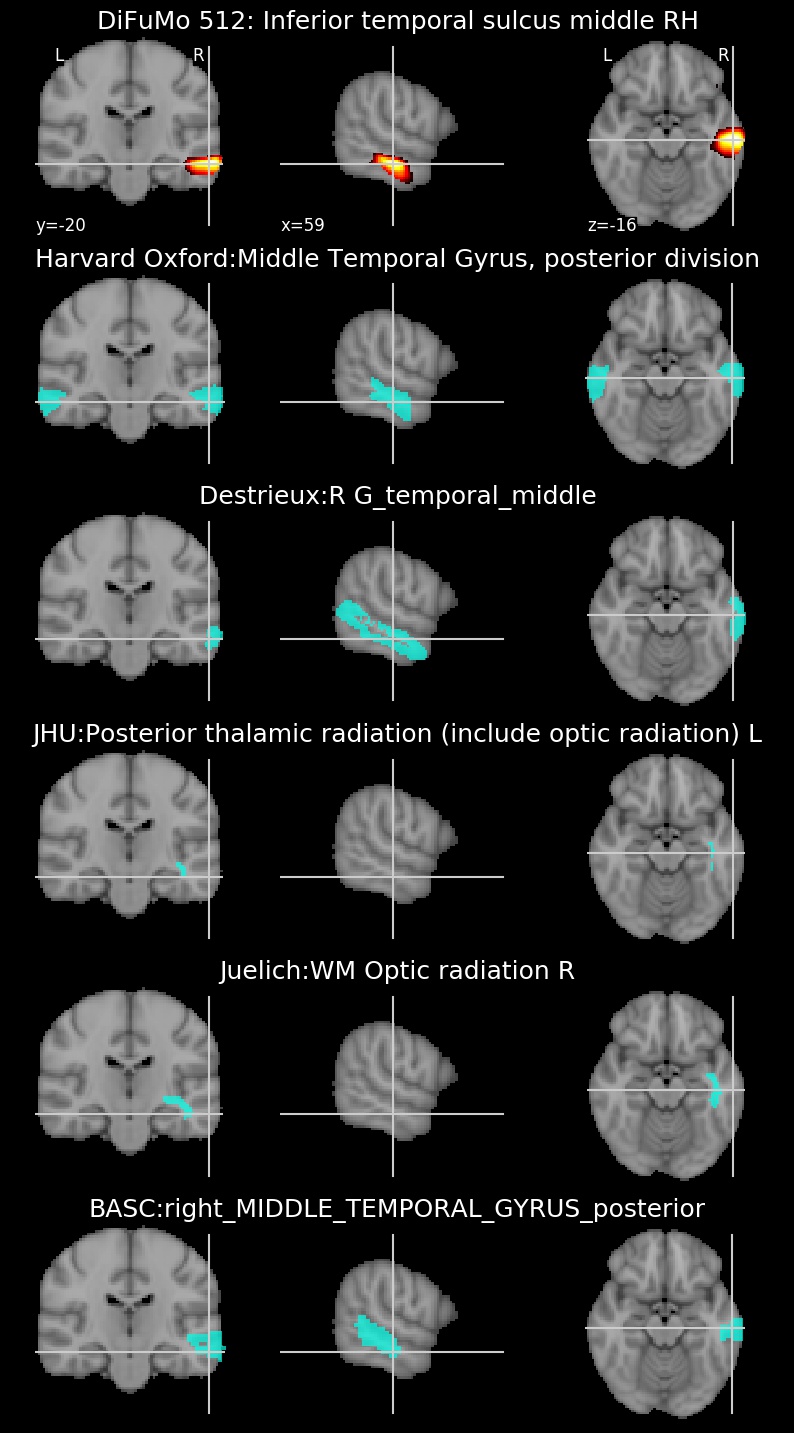 DiFuMo 512: Inferior temporal sulcus middle RH
L R L R
y=-20 x=59 z=-16
Harvard Oxford:Middle Temporal Gyrus, posterior division
Destrieux:R G_temporal_middle
JHU:Posterior thalamic radiation (include optic radiation) L
Juelich:WM Optic radiation R
BASC:right_MIDDLE_TEMPORAL_GYRUS_posterior